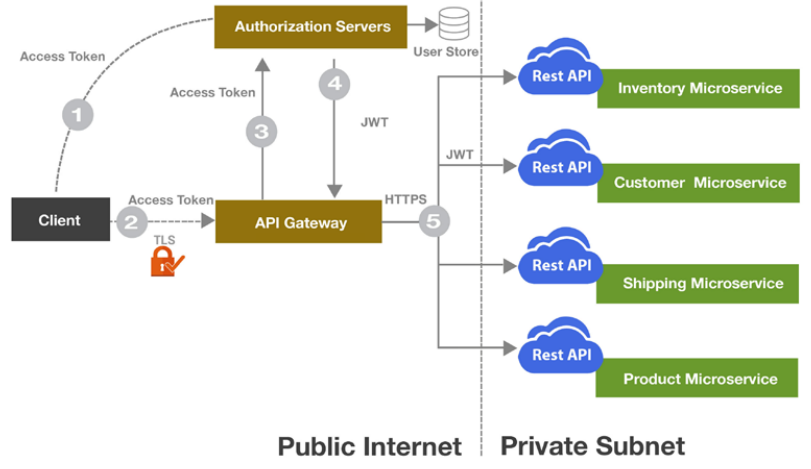 Authorization Servers
User Store
Access Token
1
Access Token
3
4
JWT
Rest API
Inventory Microservice
JWT
Rest API
Customer Microservice
Client
2
Access Token
TLS
API Gateway
HTTPS
5
Rest API
Shipping Microservice
Rest API
Product Microservice
Public Internet
Private Subnet